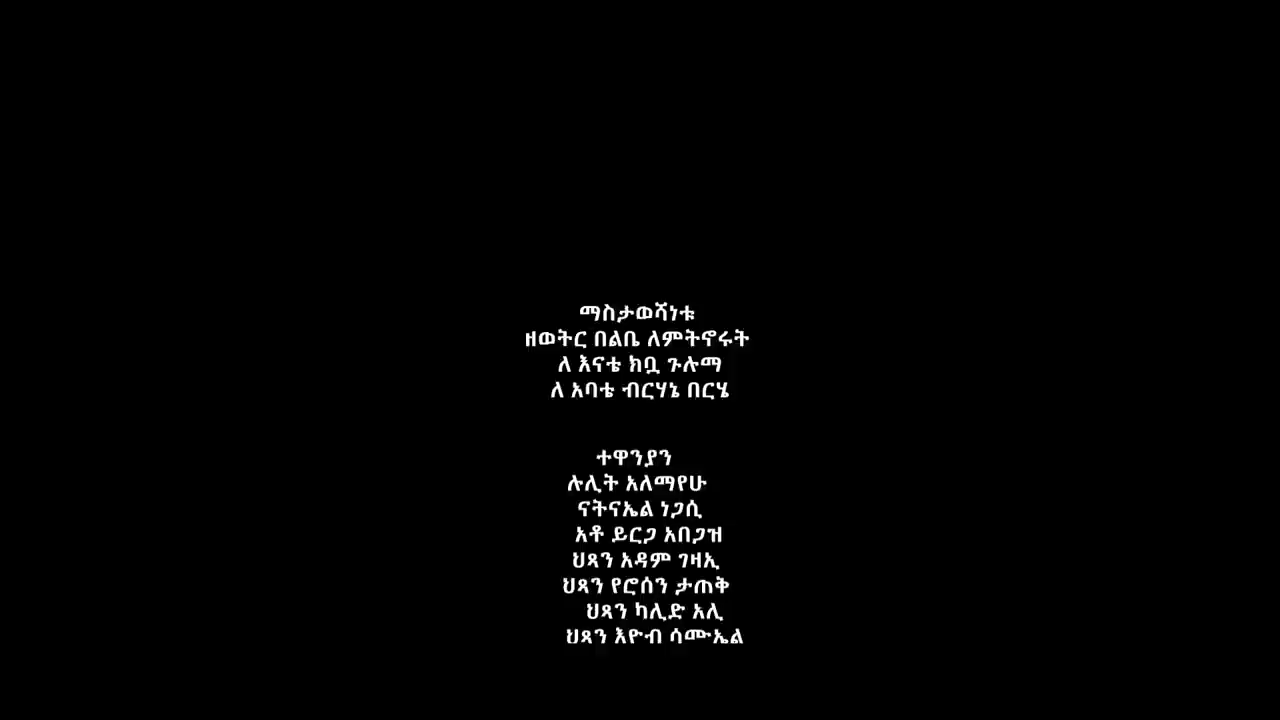 ማስታወሻነቱ
ዘወትር በልቤ ለምትኖሩት
ለ እናቴ ክቧ ጉሉማ
ለ አባቴ ብርሃኔ በርሄ
ተዋንያን
ሉሊት አለማየሁ
ናትናኤል ነጋሲ
አቶ ይርጋ አበጋዝ
ህጻን አዳም ገዛኢ
ህጻን የሮሰን ታጠቅ
ህጻን ካሊድ አሊ
ህጻን እዮብ ሳሙኤል